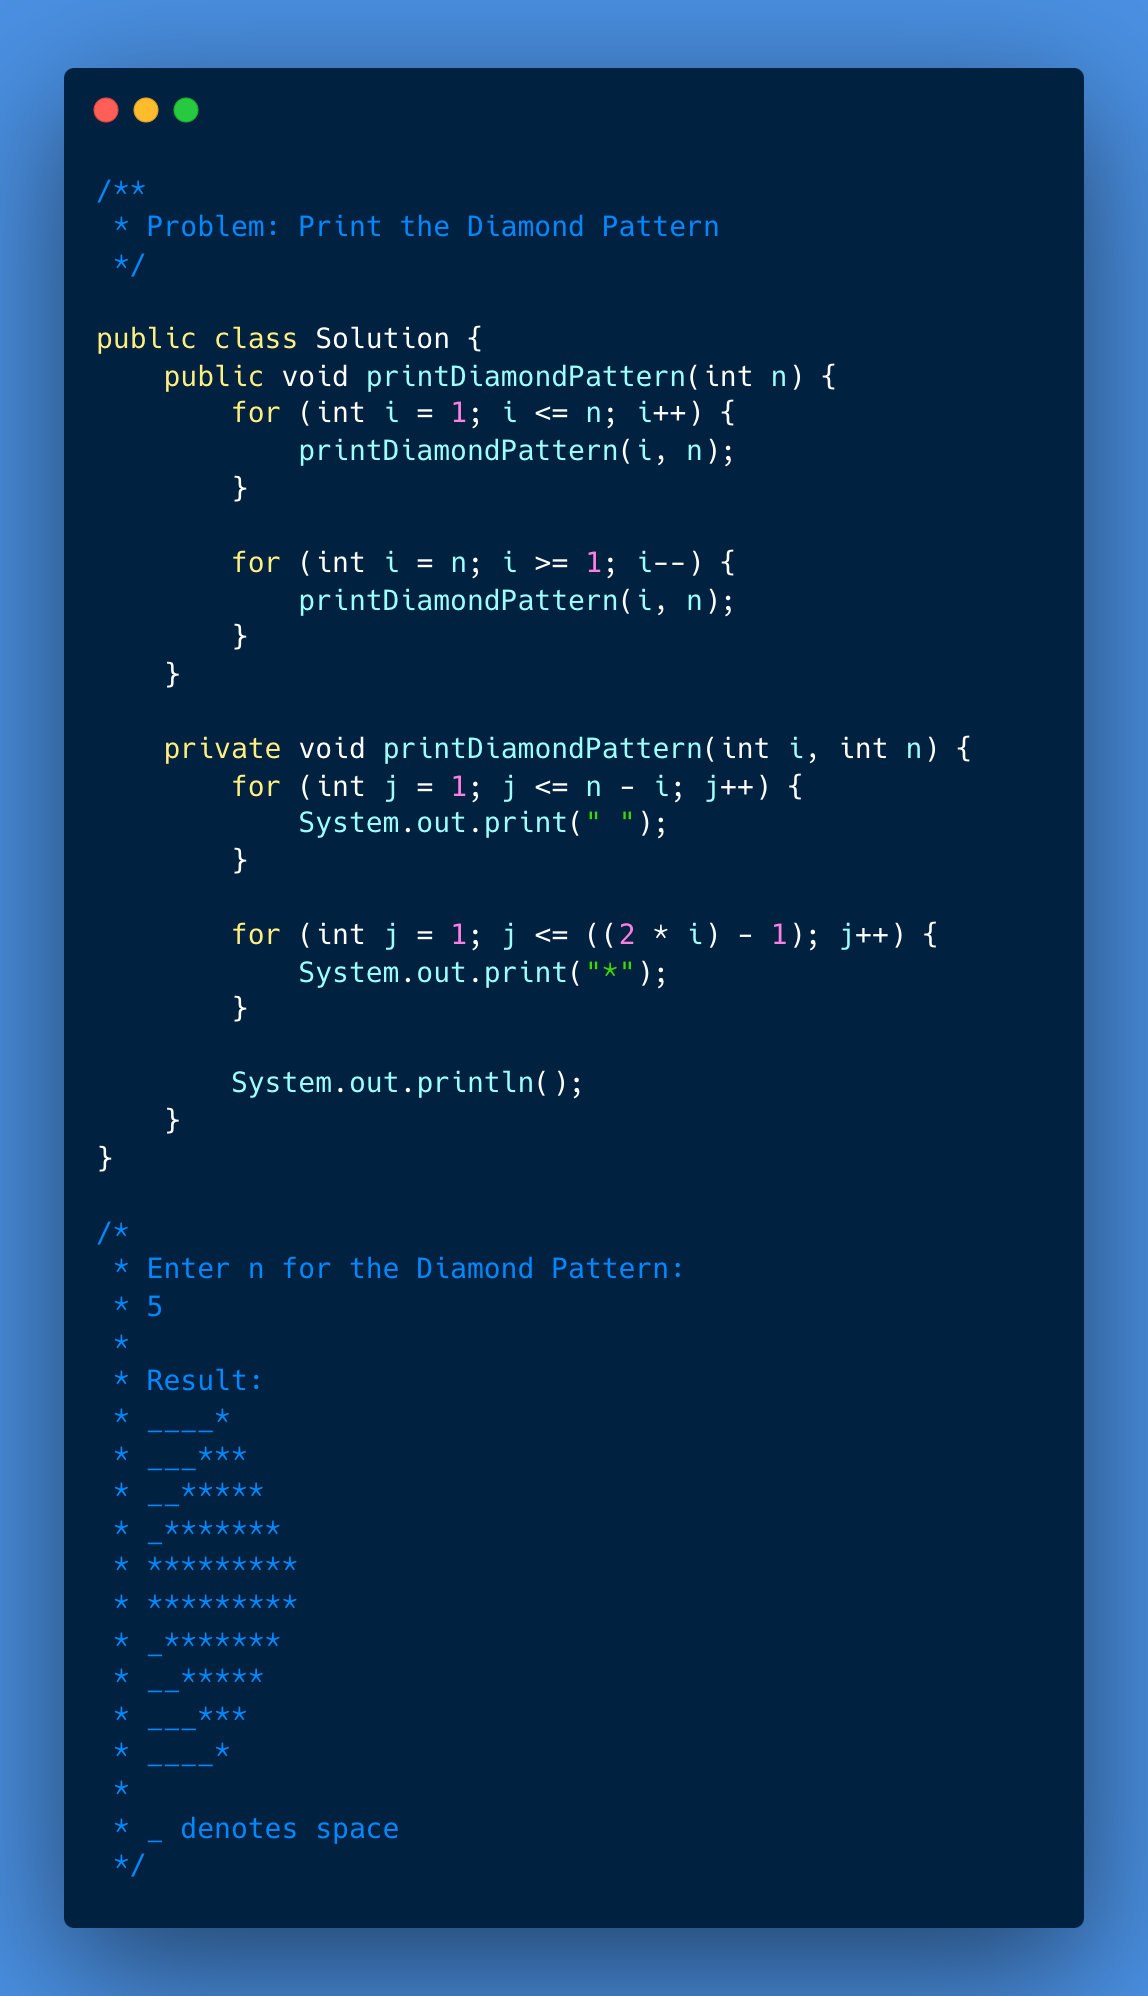 /**
 * Problem: Print the Diamond Pattern
 */

public class Solution {
    public void printDiamondPattern(int n) {
        for (int i = 1; i <= n; i++) {
            printDiamondPattern(i, n);
        }

        for (int i = n; i >= 1; i--) {
            printDiamondPattern(i, n);
        }
    }

    private void printDiamondPattern(int i, int n) {
        for (int j = 1; j <= n - i; j++) {
            System.out.print(" ");
        }

        for (int j = 1; j <= ((2 * i) - 1); j++) {
            System.out.print("*");
        }

        System.out.println();
    }
}

/*
 * Enter n for the Diamond Pattern:
 * 5
 *
 * Result:
 * ____*
 * ___***
 * __*****
 * _*******
 * *********
 * *********
 * _*******
 * __*****
 * ___***
 * ____*
 *
 * _ denotes space
 */